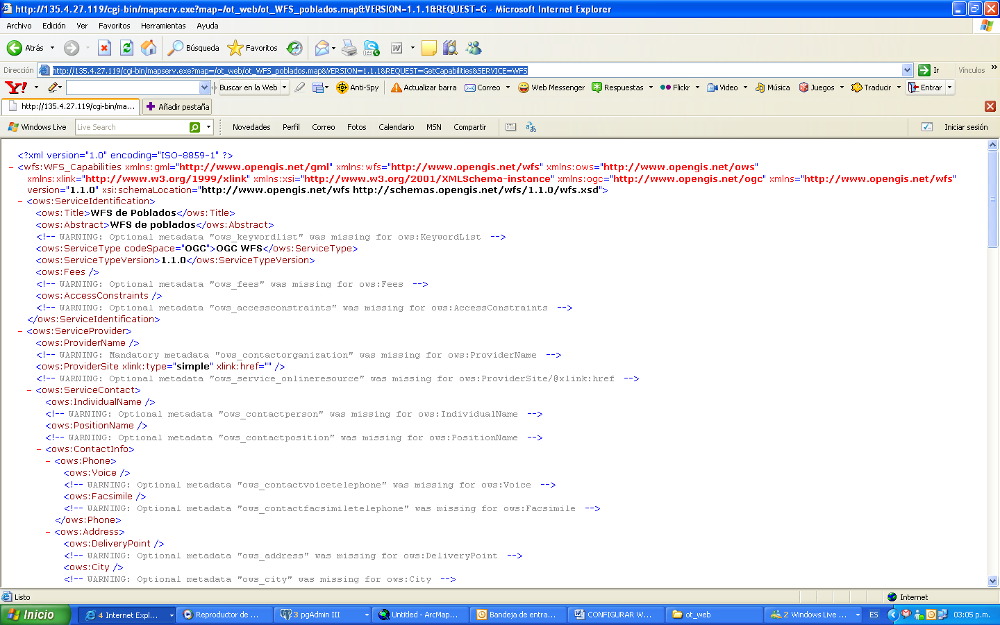 http://135.4.27.119/cgi-bin/mapserv.exe?map=/ot_web/ot_WFS_poblados.map&VERSION=1.1.1&REQUEST=G - Microsoft Internet Explorer
Archivo Edición Ver Favoritos Herramientas Ayuda
Atrás Búsqueda Favoritos
Dirección http://135.4.27.119/cgi-bin/mapserv.exe?map=/ot_web/ot_WFS_poblados.map&VERSION=1.1.1&REQUEST=GetCapabilities&SERVICE=WFS Ir Vínculos »
Y! Buscar en la Web Anti-Spy Actualizar barra Correo Web Messenger Respuestas Flickr Video Música Juegos Traducir Entrar
http://135.4.27.119/cgi-bin/ma... Añadir pestaña
Windows Live Live Search Novedades Perfil Correo Fotos Calendario MSN Compartir Iniciar sesión
<?xml version="1.0" encoding="ISO-8859-1" ?>
- <wfs:WFS_Capabilities xmlns:gml="http://www.opengis.net/gml" xmlns:wfs="http://www.opengis.net/wfs" xmlns:ows="http://www.opengis.net/ows"
xmlns:xlink="http://www.w3.org/1999/xlink" xmlns:xsi="http://www.w3.org/2001/XMLSchema-instance" xmlns:ogc="http://www.opengis.net/ogc" xmlns="http://www.opengis.net/wfs"
version="1.1.0" xsi:schemaLocation="http://www.opengis.net/wfs http://schemas.opengis.net/wfs/1.1.0/wfs.xsd">
- <ows:ServiceIdentification>
<ows:Title>WFS de Poblados</ows:Title>
<ows:Abstract>WFS de poblados</ows:Abstract>
<!-- WARNING: Optional metadata "ows_keywordlist" was missing for ows:KeywordList -->
<ows:ServiceType codeSpace="OGC">OGC WFS</ows:ServiceType>
<ows:ServiceTypeVersion>1.1.0</ows:ServiceTypeVersion>
<ows:Fees />
<!-- WARNING: Optional metadata "ows_fees" was missing for ows:Fees -->
<ows:AccessConstraints />
<!-- WARNING: Optional metadata "ows_accessconstraints" was missing for ows:AccessConstraints -->
</ows:ServiceIdentification>
- <ows:ServiceProvider>
<ows:ProviderName />
<!-- WARNING: Mandatory metadata "ows_contactorganization" was missing for ows:ProviderName -->
<ows:ProviderSite xlink:type="simple" xlink:href="" />
<!-- WARNING: Optional metadata "ows_service_onlineresource" was missing for ows:ProviderSite/@xlink:href -->
- <ows:ServiceContact>
<ows:IndividualName />
<!-- WARNING: Optional metadata "ows_contactperson" was missing for ows:IndividualName -->
<ows:PositionName />
<!-- WARNING: Optional metadata "ows_contactposition" was missing for ows:PositionName -->
- <ows:ContactInfo>
- <ows:Phone>
<ows:Voice />
<!-- WARNING: Optional metadata "ows_contactvoicetelephone" was missing for ows:Voice -->
<ows:Facsimile />
<!-- WARNING: Optional metadata "ows_contactfacsimiletelephone" was missing for ows:Facsimile -->
</ows:Phone>
- <ows:Address>
<ows:DeliveryPoint />
<!-- WARNING: Optional metadata "ows_address" was missing for ows:DeliveryPoint -->
<ows:City />
<!-- WARNING: Optional metadata "ows_city" was missing for ows:City -->
Listo Internet
Inicio 4 Internet Expl... Reproductor de ... 3 pgAdmin III Untitled - ArcMap... Bandeja de entra... CONFIGURAR W... ot_web 2 Windows Live ... ES 03:05 p.m.